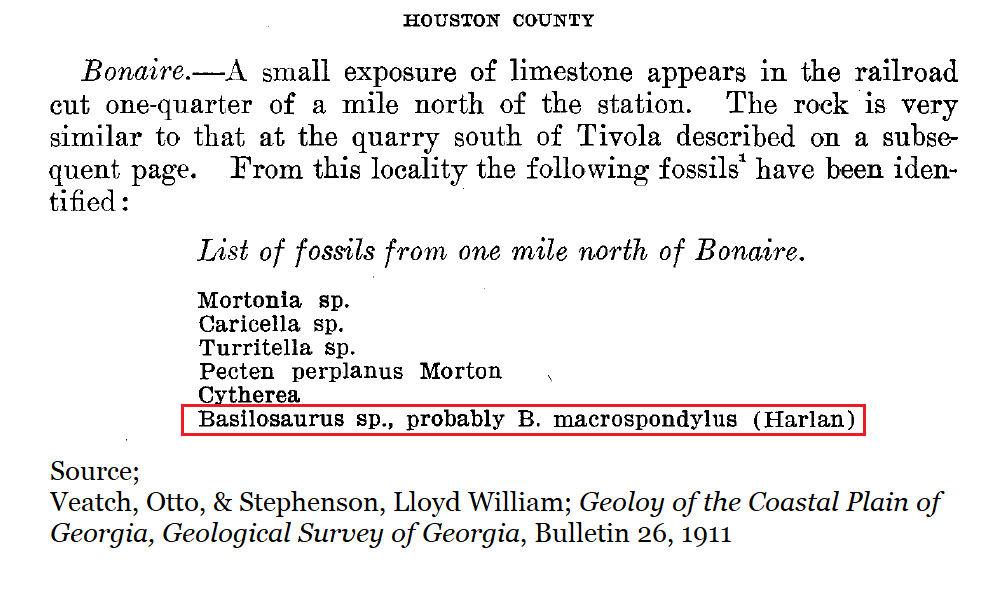 HOUSTON COUNTY
Bonaire.—A small exposure of limestone appears in the railroad
cut one-quarter of a mile north of the station. The rock is very
similar to that at the quarry south of Tivola described on a subse-
quent page. From this locality the following fossils¹ have been iden-
tified:
List of fossils from one mile north of Bonaire.
Mortonia sp.
Caricella sp.
Turritella sp.
Pecten perplanus Morton
Cytherea
Basilosaurus sp., probably B. macrospondylus (Harlan)
Source;
Veatch, Otto, & Stephenson, Lloyd William; Geoloy of the Coastal Plain of
Georgia, Geological Survey of Georgia, Bulletin 26, 1911